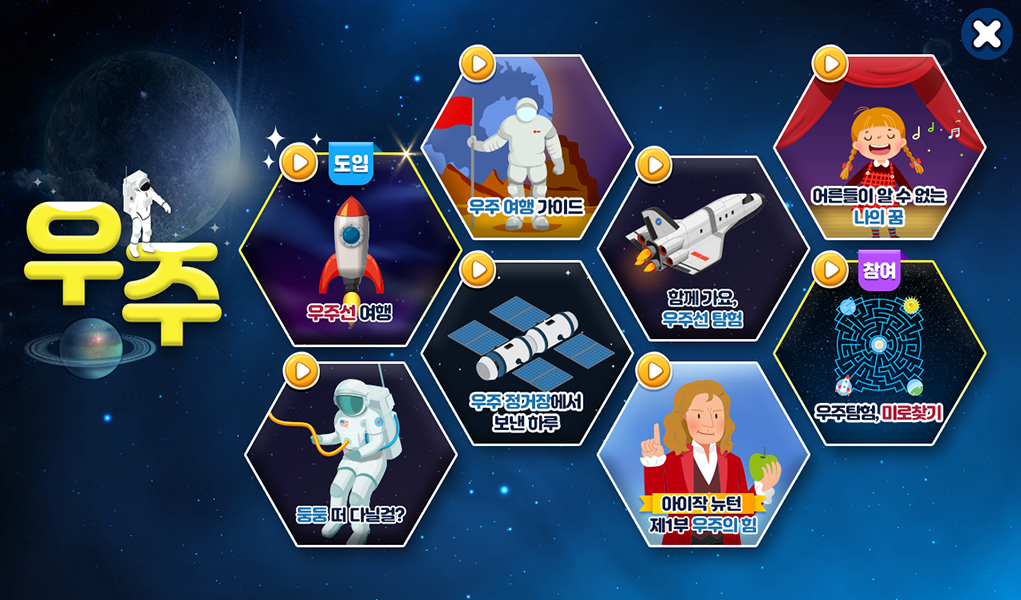 우주
도입
우주선 여행
둥둥 떠 다닐걸?
우주 여행 가이드
우주 정거장에서
보낸 하루
함께 가요,
우주선 탐험
아이작 뉴턴
제1부 우주의 힘
어른들이 알 수 없는
나의 꿈
참여
우주탐험, 미로찾기